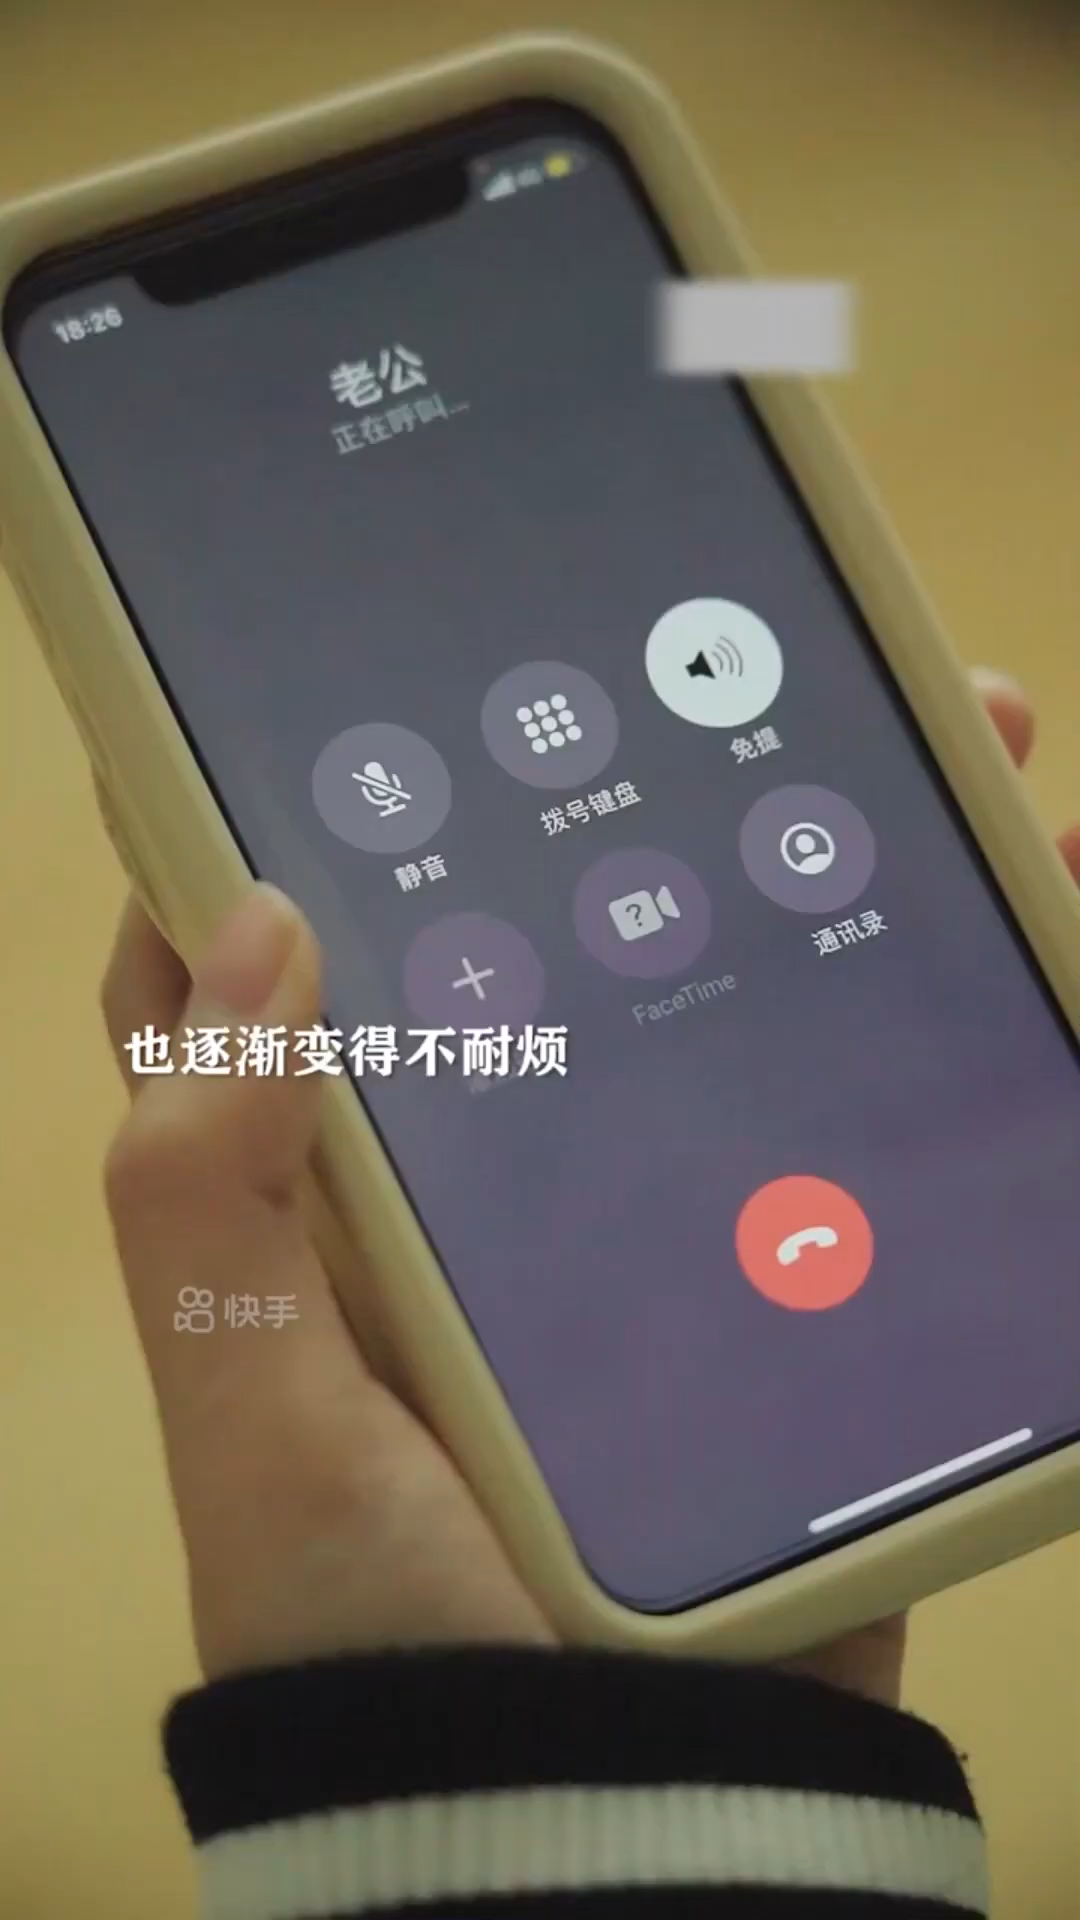 18:26
老公
正在呼叫...
免提
拨号键盘
静音
通讯录
FaceTime
也逐渐变得不耐烦
快手